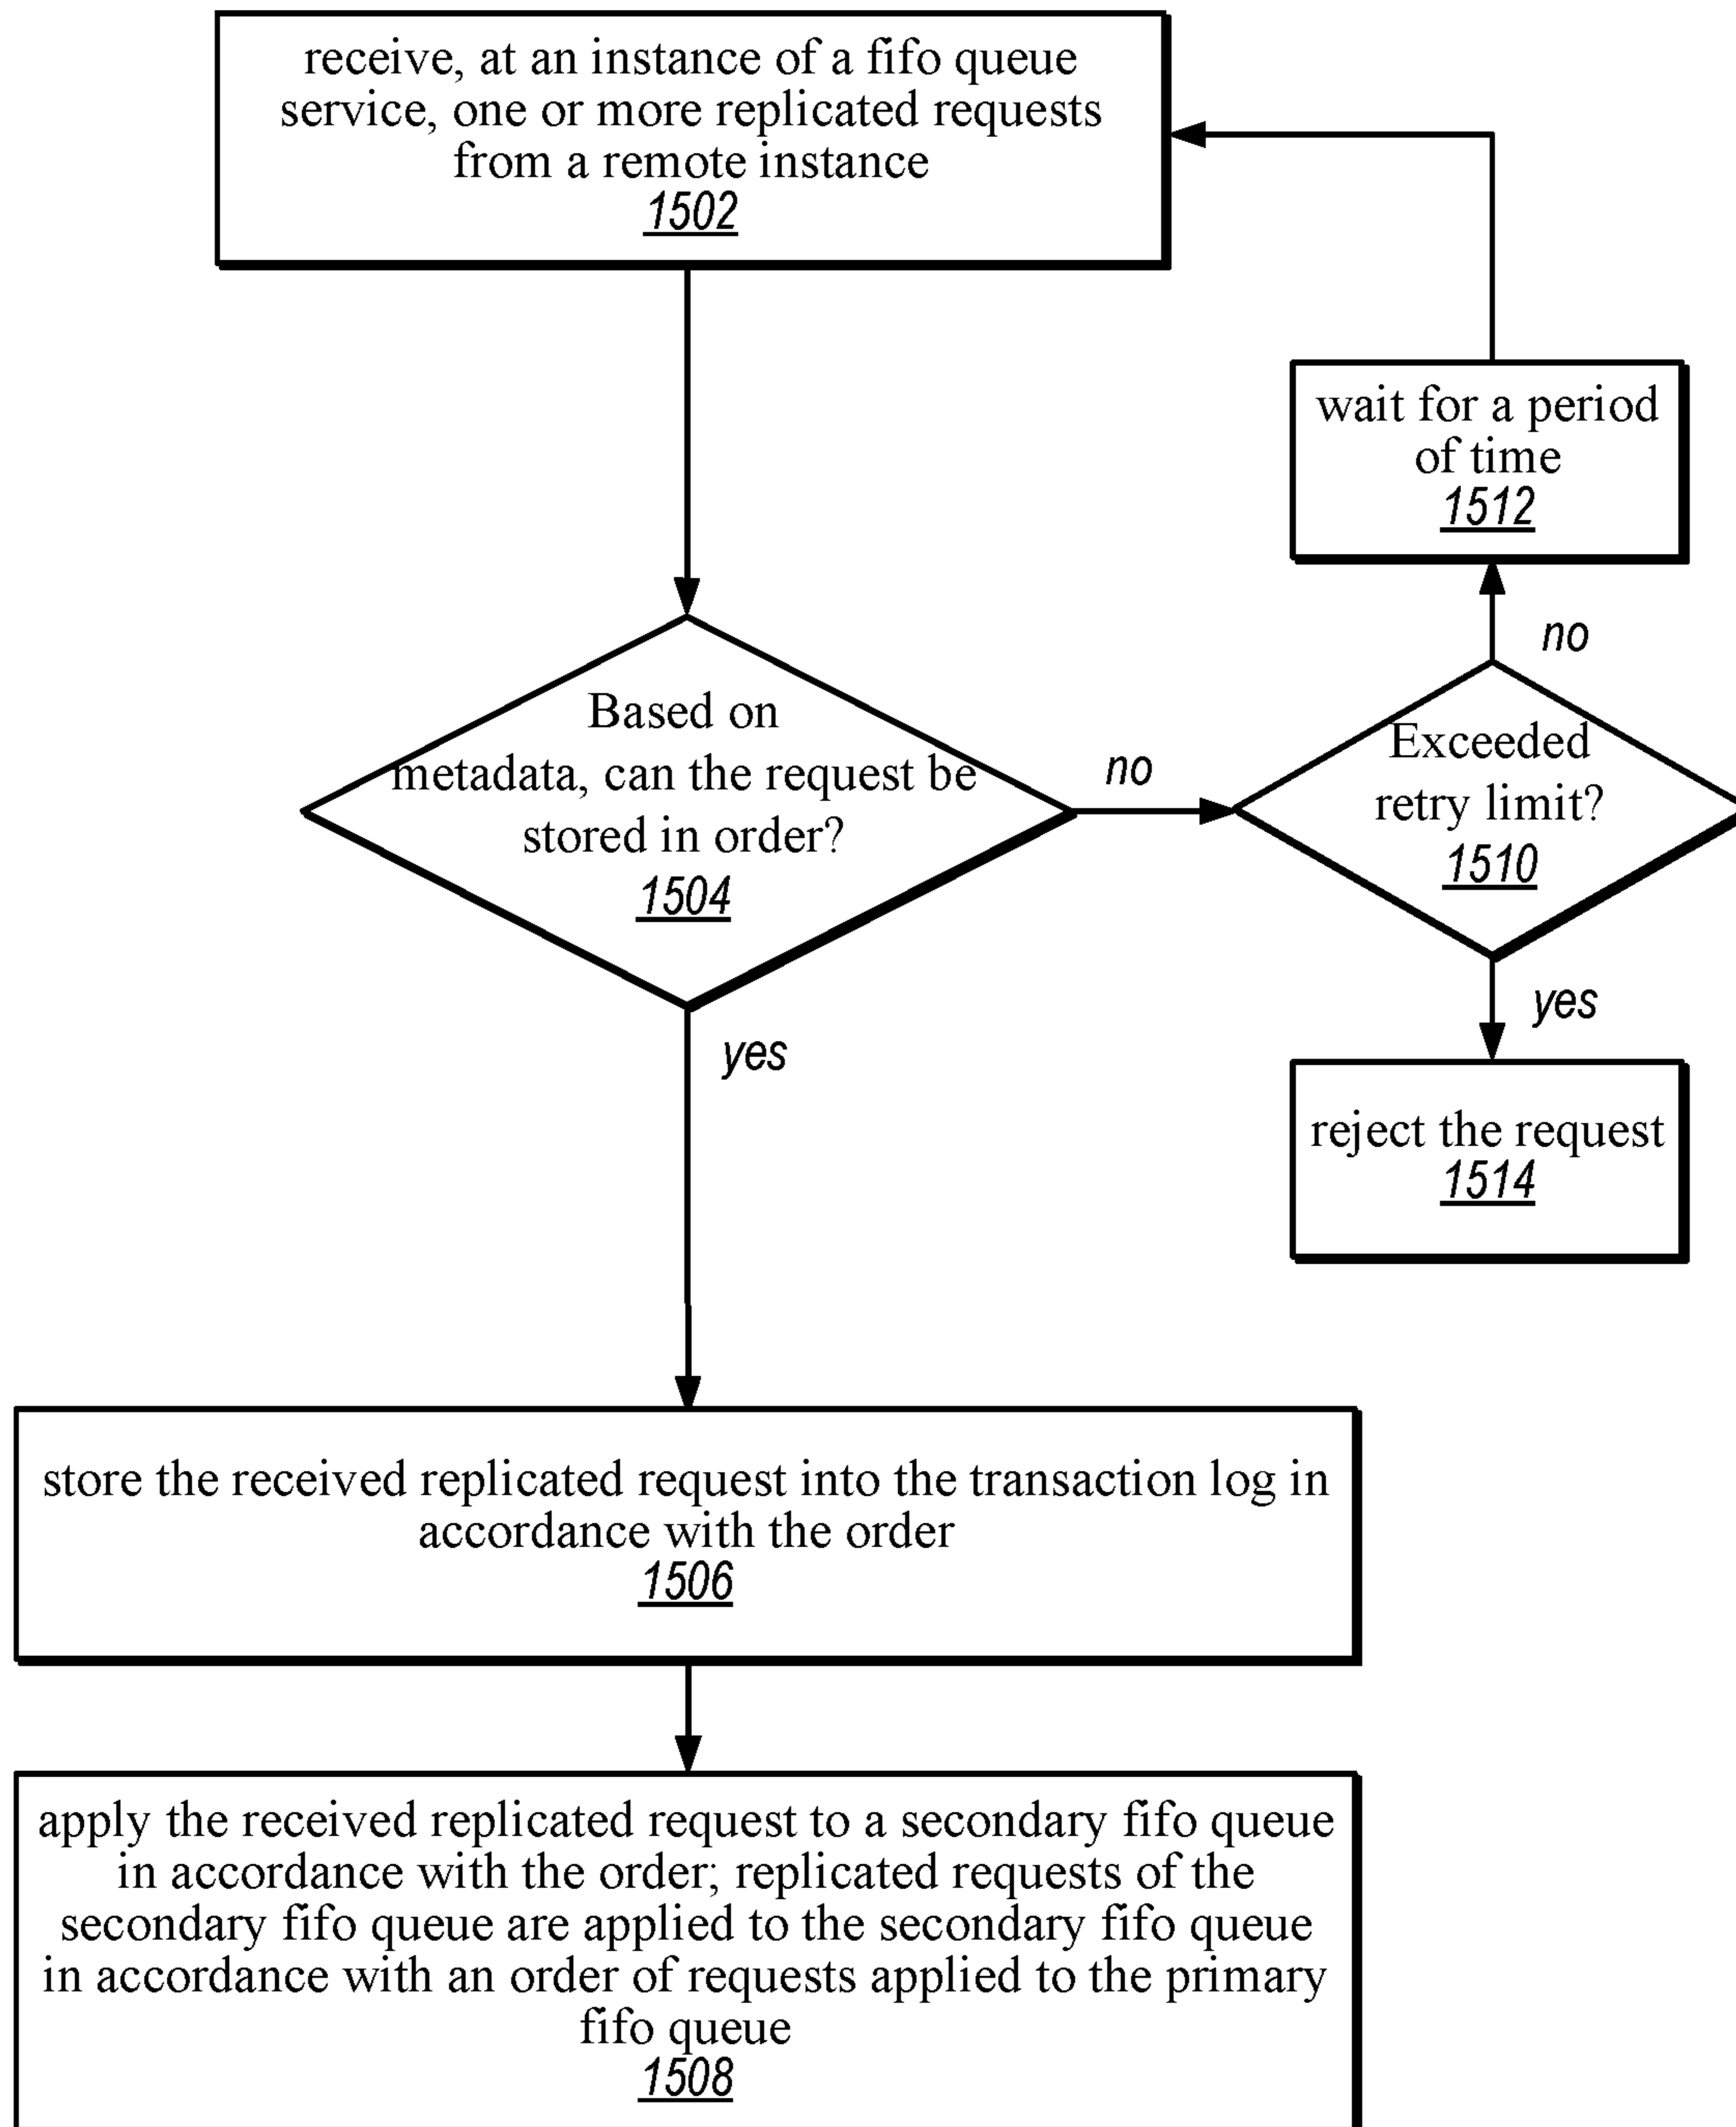 receive, at an instance of a fifo queue
service, one or more replicated requests
from a remote instance
1502
wait for a period
of time
1512
no
Based on
metadata, can the request be
stored in order?
1504
no
Exceeded
retry limit?
1510
yes
yes
reject the request
1514
store the received replicated request into the transaction log in
accordance with the order
1506
apply the received replicated request to a secondary fifo queue
in accordance with the order; replicated requests of the
secondary fifo queue are applied to the secondary fifo queue
in accordance with an order of requests applied to the primary
fifo queue
1508